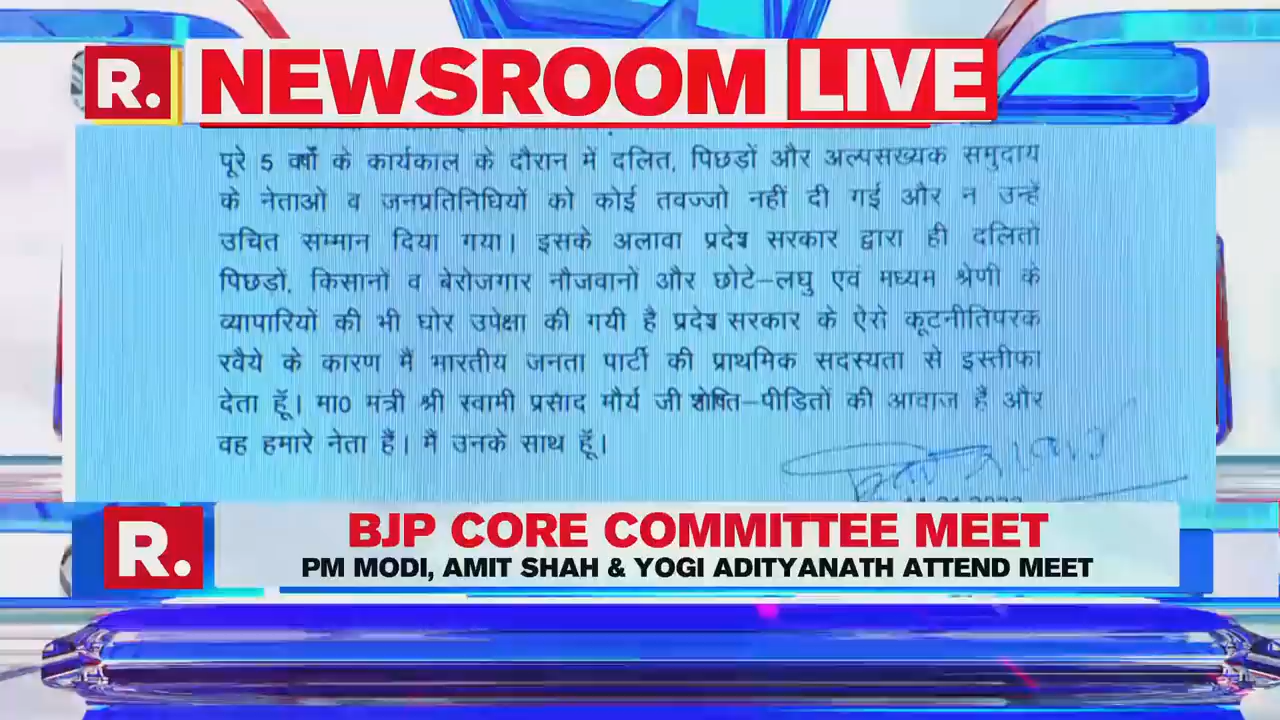 R. NEWSROOM LIVE
पूरे 5 वर्षों के कार्यकाल के दौरान में दलित, पिछड़ों और अल्पसख्यक समुदाय
के नेताओं व जनप्रतिनिधियों को कोई तवज्जो नहीं दी गई और न उन्हें
उचित सम्मान दिया गया। इसके अलावा प्रदेश सरकार द्वारा ही दलितों
पिछडों, किसानों व बेरोजगार नौजवानों और छोटे–लघु एवं मध्यम श्रेणी के
व्यापारियों की भी घोर उपेक्षा की गयी है प्रदेश सरकार के ऐसे कूटनीतिपरक
रवैये के कारण मैं भारतीय जनता पार्टी की प्राथमिक सदस्यता से इस्तीफा
देता हूँ। मा0 मंत्री श्री स्वामी प्रसाद मौर्य जी शोषित–पीडितों की आवाज हैं और
वह हमारे नेता हैं। मैं उनके साथ हूँ।
R. BJP CORE COMMITTEE MEET
PM MODI, AMIT SHAH & YOGI ADITYANATH ATTEND MEET